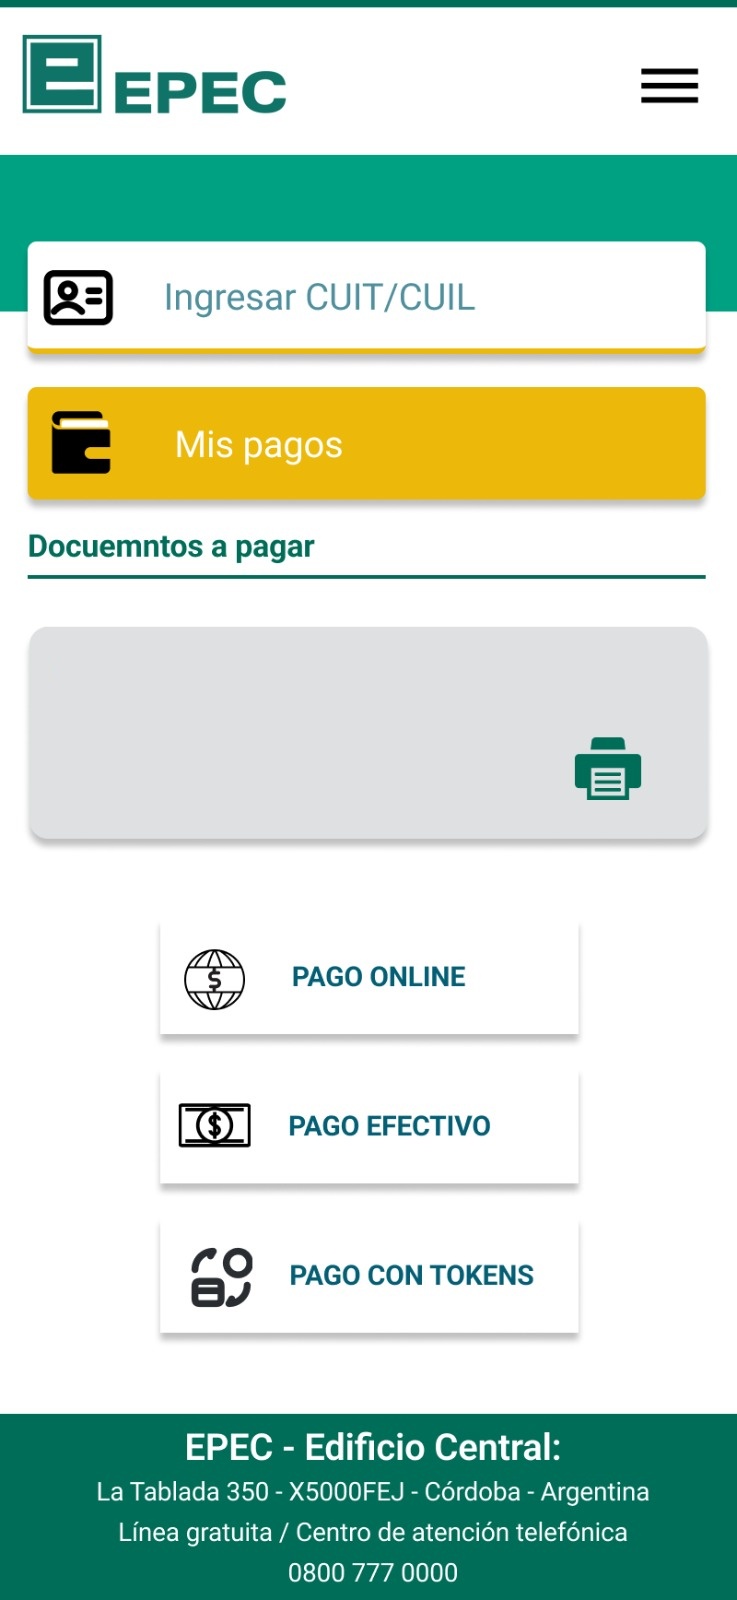 EPEC
Ingresar CUIT/CUIL
Mis pagos
Docuemntos a pagar
PAGO ONLINE
PAGO EFECTIVO
PAGO CON TOKENS
EPEC - Edificio Central:
La Tablada 350 - X5000FEJ - Córdoba - Argentina
Línea gratuita / Centro de atención telefónica
0800 777 0000